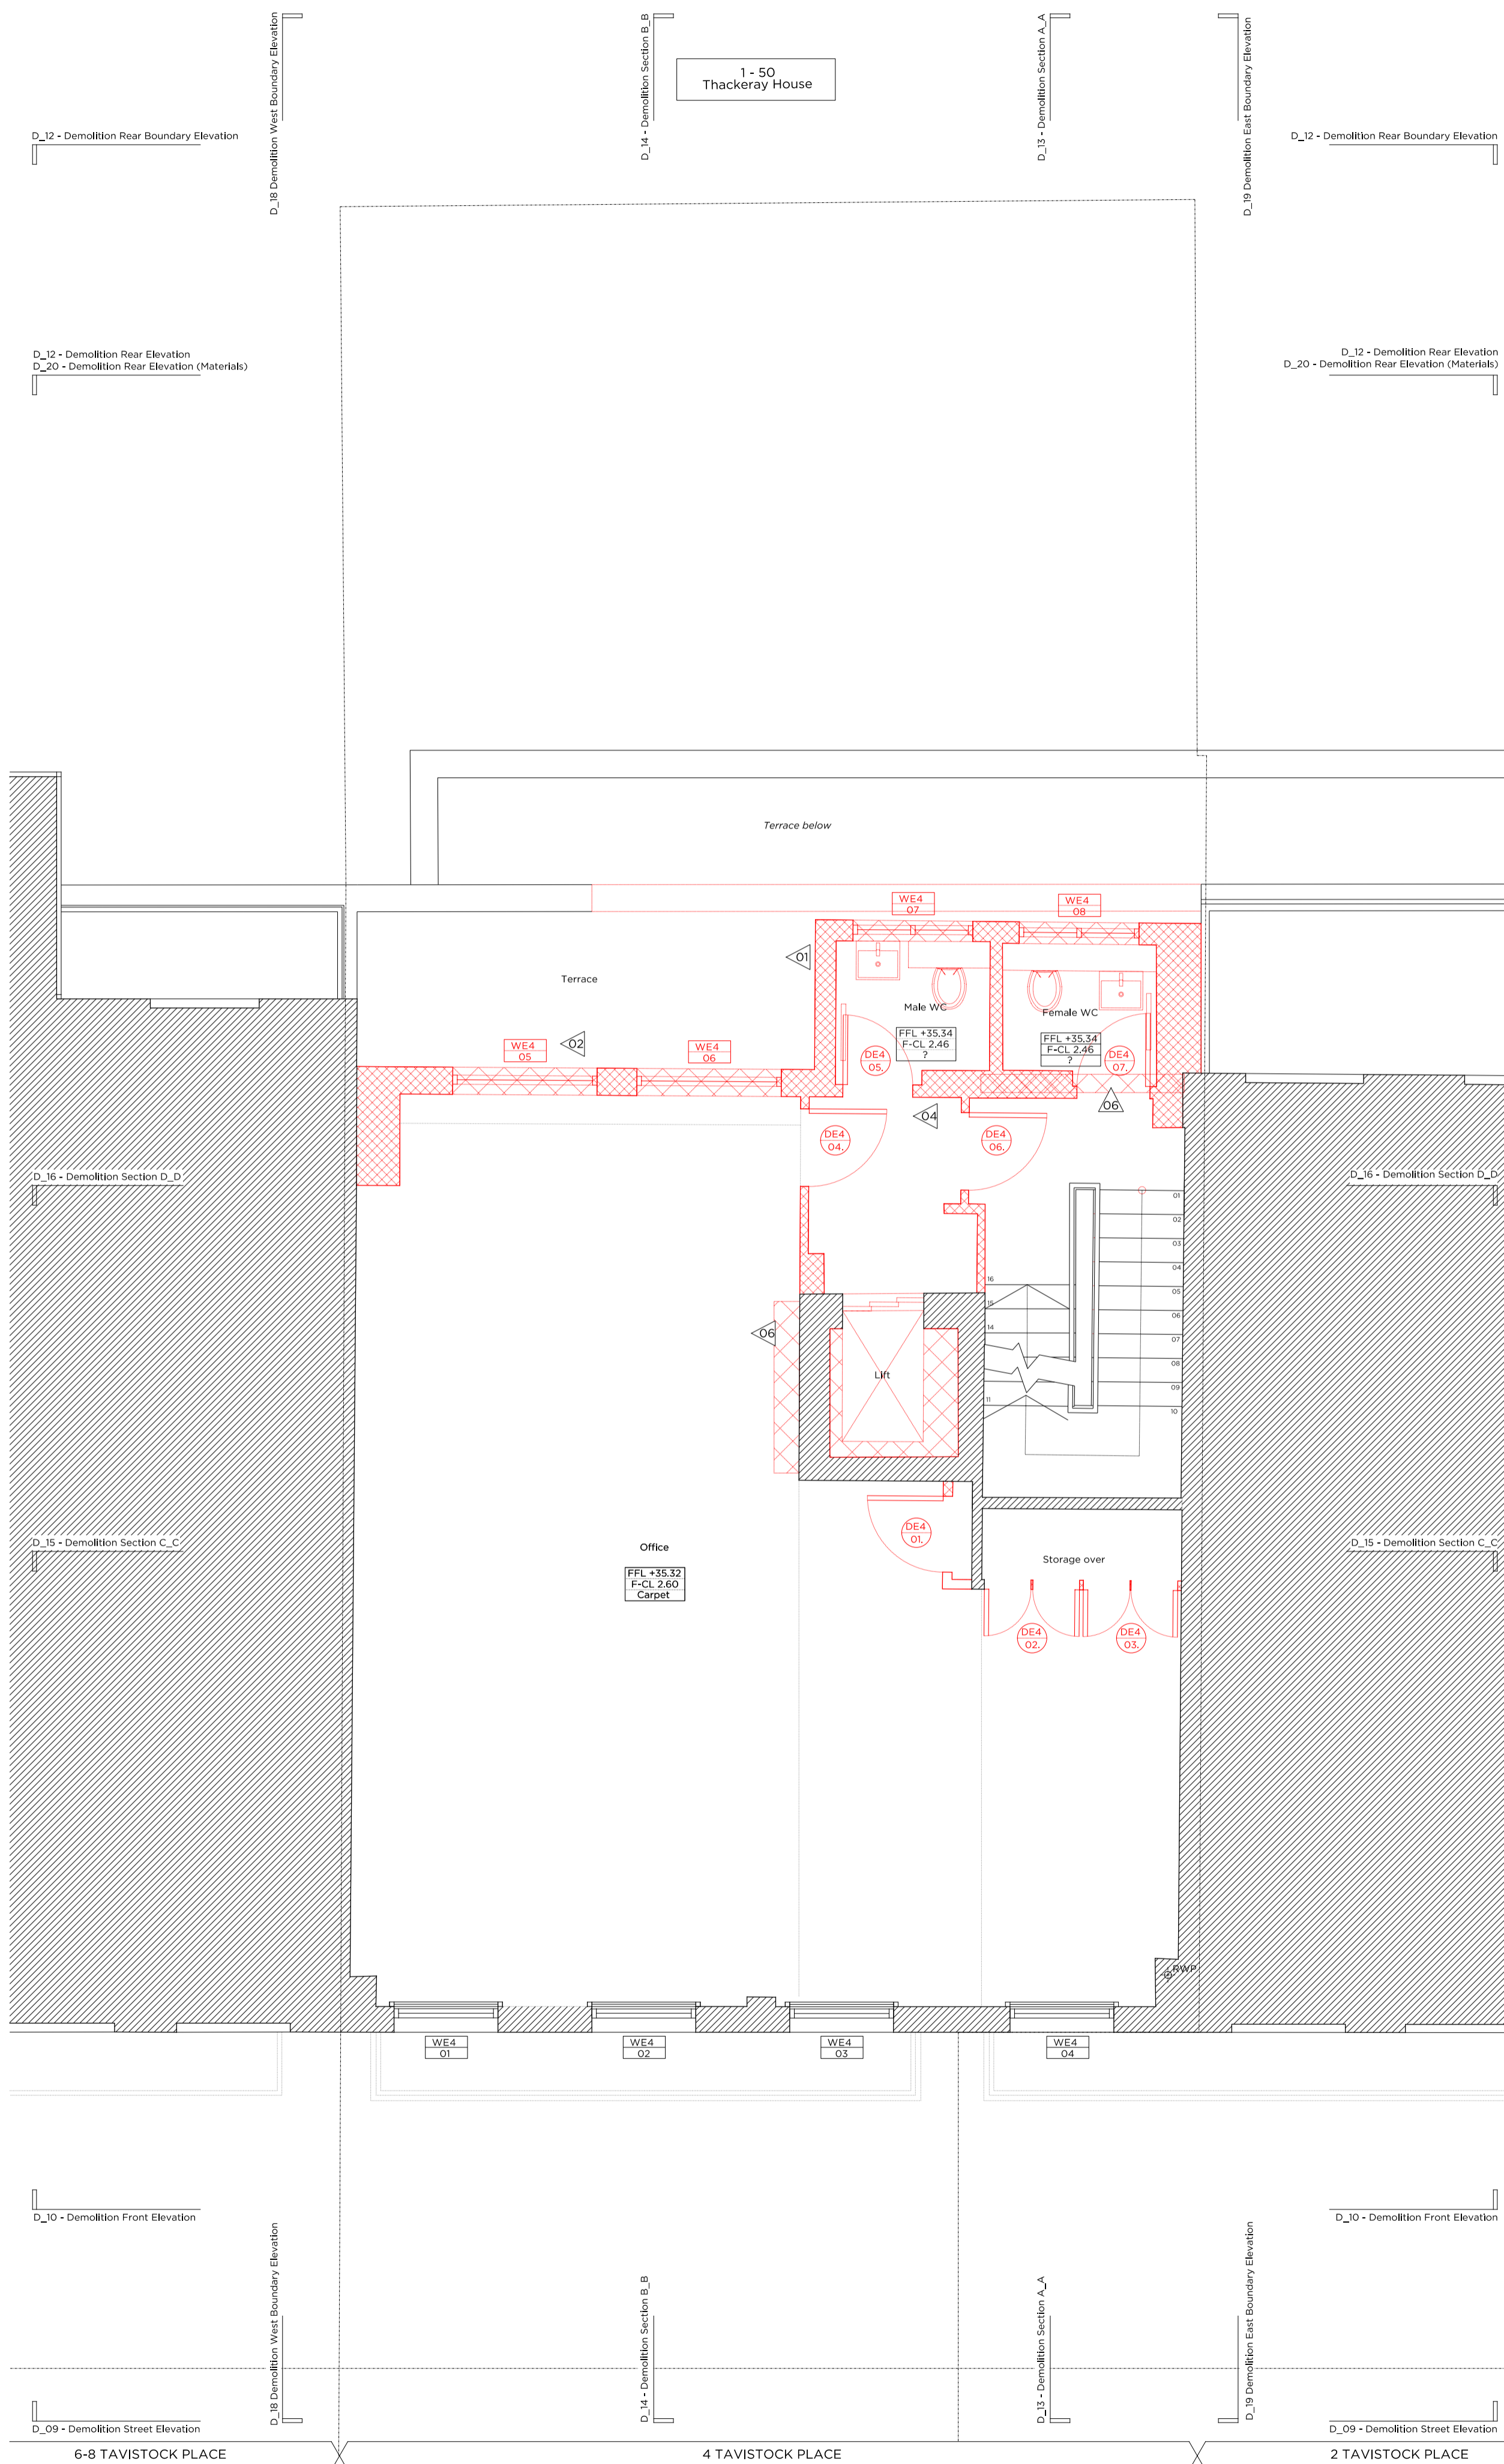 D_18 Demolition West Boundary Elevation
D_14 - Demolition Section B_B
1 - 50
Thackeray House
D_13 - Demolition Section A_A
D_19 Demolition East Boundary Elevation
D_12 - Demolition Rear Boundary Elevation
D_12 - Demolition Rear Boundary Elevation
D_12 - Demolition Rear Elevation
D_20 - Demolition Rear Elevation (Materials)
D_12 - Demolition Rear Elevation
D_20 - Demolition Rear Elevation (Materials)
Terrace below
WE4
07
WE4
08
01
Terrace
Male WC
FFL +35.34
F-CL 2.46
?
Female WC
FFL +35.34
F-CL 2.46
?
WE4
05
02
WE4
06
DE4
05.
DE4
07.
04
06
DE4
04.
DE4
06.
D_16 - Demolition Section D_D
D_16 - Demolition Section D_D
01
02
03
04
05
06
07
08
09
10
16
15
14
11
06
Lift
DE4
01.
D_15 - Demolition Section C_C
D_15 - Demolition Section C_C
Office
FFL +35.32
F-CL 2.60
Carpet
Storage over
DE4
02.
DE4
03.
RWP
WE4
01
WE4
02
WE4
03
WE4
04
D_10 - Demolition Front Elevation
D_10 - Demolition Front Elevation
D_18 Demolition West Boundary Elevation
D_14 - Demolition Section B_B
D_13 - Demolition Section A_A
D_19 Demolition East Boundary Elevation
D_09 - Demolition Street Elevation
D_09 - Demolition Street Elevation
6-8 TAVISTOCK PLACE
4 TAVISTOCK PLACE
2 TAVISTOCK PLACE